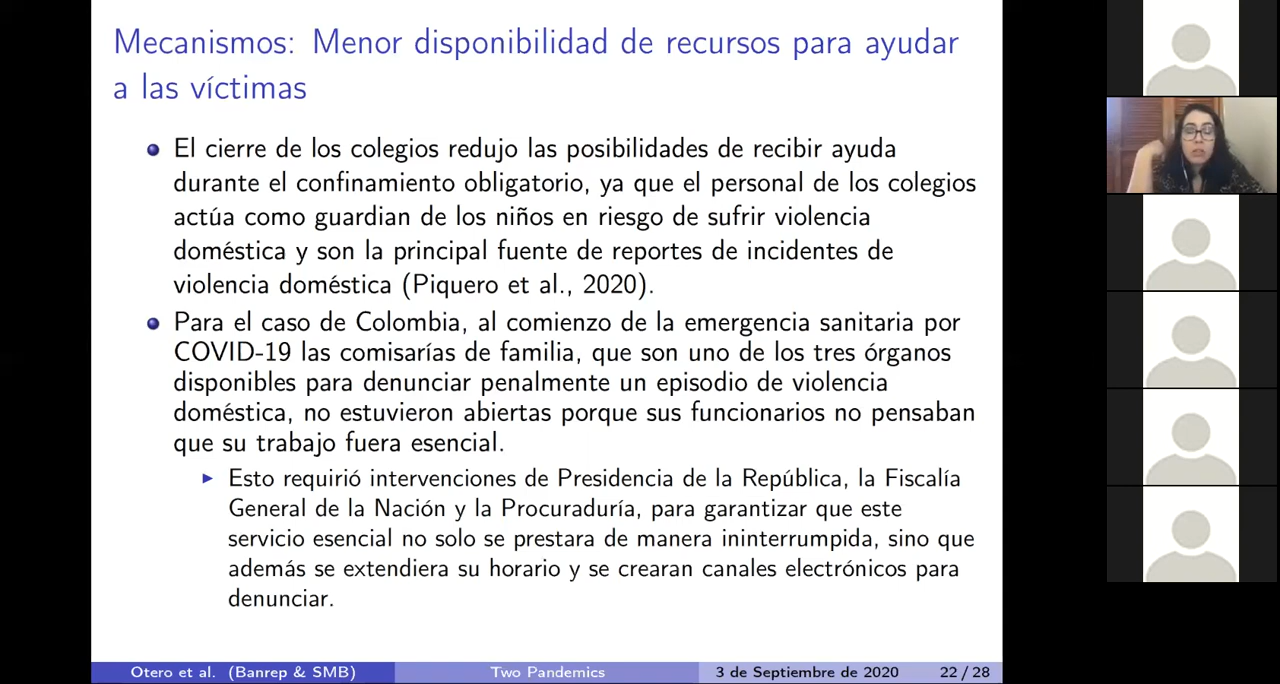 Mecanismos: Menor disponibilidad de recursos para ayudar
a las víctimas
El cierre de los colegios redujo las posibilidades de recibir ayuda
durante el confinamiento obligatorio, ya que el personal de los colegios
actúa como guardian de los niños en riesgo de sufrir violencia
doméstica y son la principal fuente de reportes de incidentes de
violencia doméstica (Piquero et al., 2020).
Para el caso de Colombia, al comienzo de la emergencia sanitaria por
COVID-19 las comisarías de familia, que son uno de los tres órganos
disponibles para denunciar penalmente un episodio de violencia
doméstica, no estuvieron abiertas porque sus funcionarios no pensaban
que su trabajo fuera esencial.
Esto requirió intervenciones de Presidencia de la República, la Fiscalía
General de la Nación y la Procuraduría, para garantizar que este
servicio esencial no solo se prestara de manera ininterrumpida, sino que
además se extendiera su horario y se crearan canales electrónicos para
denunciar.
Otero et al. (Banrep & SMB) Two Pandemics 3 de Septiembre de 2020 22 / 28